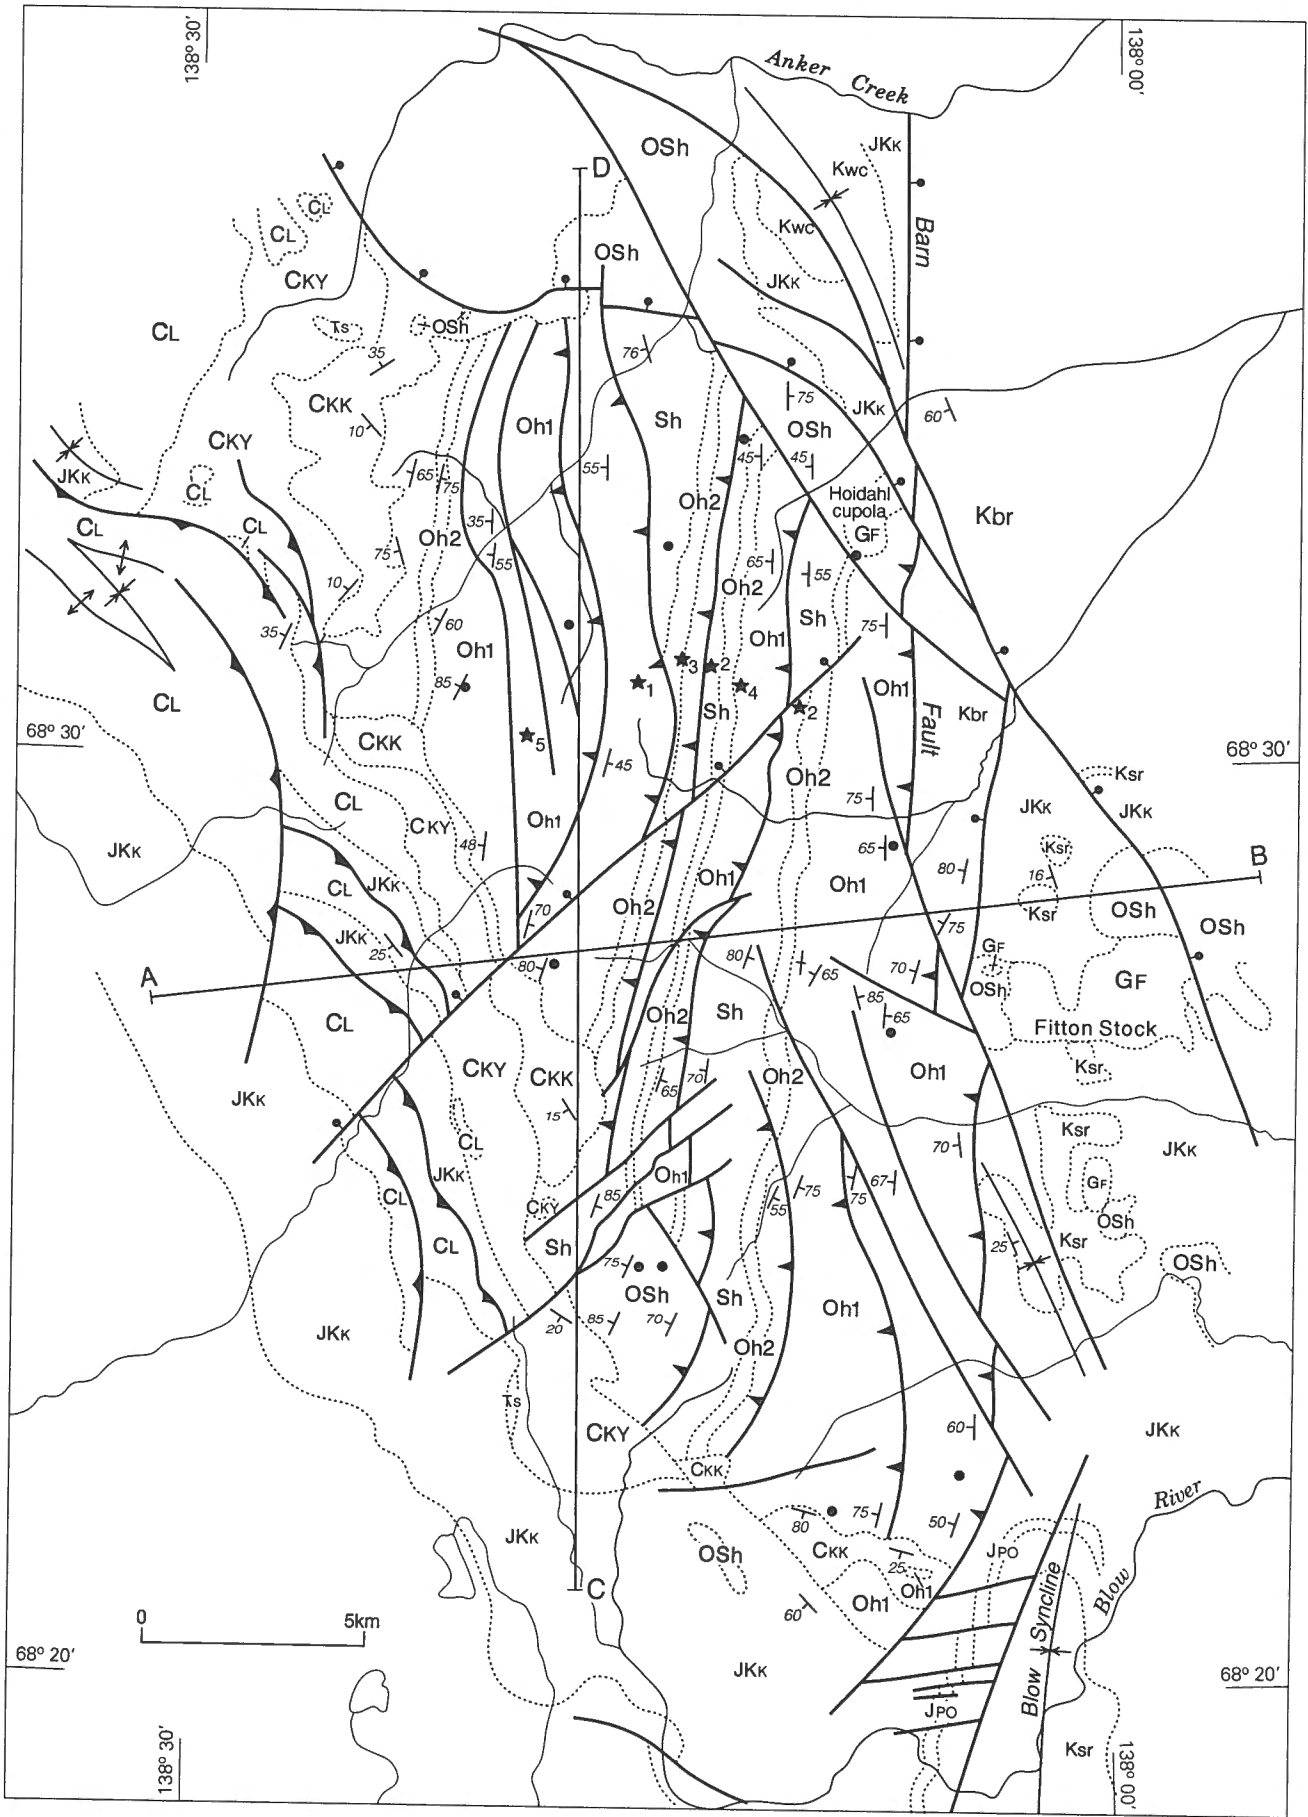 138° 30'
138° 00'
Anker Creek
OSh
JKK
Kwc
D
Barn
CL
CL
Kwc
CKY
OSh
JKK
CL
Ts
OSh
35
76
75
CKK
Oh1
Sh
JKK
60
10
OSh
CKY
45
45
JKK
65
75
55
CL
Oh2
Hoidahl
cupola
GF
Kbr
CL
CL
35
Oh2
75
55
65
Oh2
55
10
60
Sh
35
Oh1
Oh1
75
3
2
85
1
4
Oh1
CL
Sh
2
Fault
Kbr
68° 30'
5
68° 30'
CKK
45
Oh2
Ksr
75
CL
JKK
JKK
CKY
Oh1
JKK
48
65
Ksr
B
80
16
CL
JKK
Oh1
Oh1
Ksr
OSh
Oh2
70
OSh
JKK
75
25
80
GF
A
80
65
70
GF
OSh
85
CL
Oh2
Sh
65
Fitton Stock
CKY
CKK
Oh2
Oh1
Ksr
70
65
JKK
15
Ksr
CL
70
JKK
JKK
Oh1
67
GF
CL
75
75
CKY
85
55
OSh
CL
Sh
25
Ksr
75
OSh
OSh
Sh
Oh1
JKK
20
85
70
Oh2
Ts
CKY
60
JKK
CKK
River
80
75
50
JKK
OSh
CKK
JPO
25
Oh1
C
Oh1
60
Blow
0
5km
Blow Syncline
68° 20'
JKK
68° 20'
JPO
Ksr
138° 30'
138° 00'